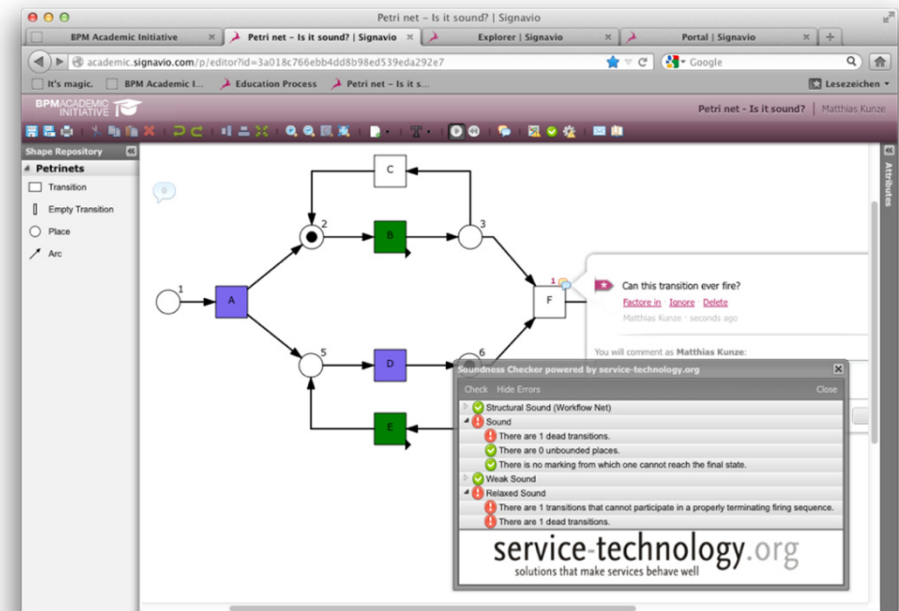 Petri net - Is it sound? | Signavio
BPM Academic Initiative
Petri net - Is it sound? | Signavio
Explorer | Signavio
Portal | Signavio
academic.signavio.com/p/editor?id=3a018c766ebb4dd8b98ed539eda292e7
Google
It's magic.
BPM Academic I...
Education Process
Petri net - Is it s...
Lesezeichen
BPMACADEMIC
INITIATIVE
Petri net - Is it sound? | Matthias Kunze
Shape Repository
Attributes
Petrinets
Transition
Empty Transition
Place
Arc
0
C
2
B
3
1
A
F
1
5
D
6
E
Can this transition ever fire?
Factore in · Ignore · Delete
Matthias Kunze · seconds ago
You will comment as Matthias Kunze:
Soundness Checker powered by service-technology.org
Check Hide Errors Close
Structural Sound (Workflow Net)
Sound
There are 1 dead transitions.
There are 0 unbounded places.
There is no marking from which one cannot reach the final state.
Weak Sound
Relaxed Sound
There are 1 transitions that cannot participate in a properly terminating firing sequence.
There are 1 dead transitions.
service-technology.org
solutions that make services behave well